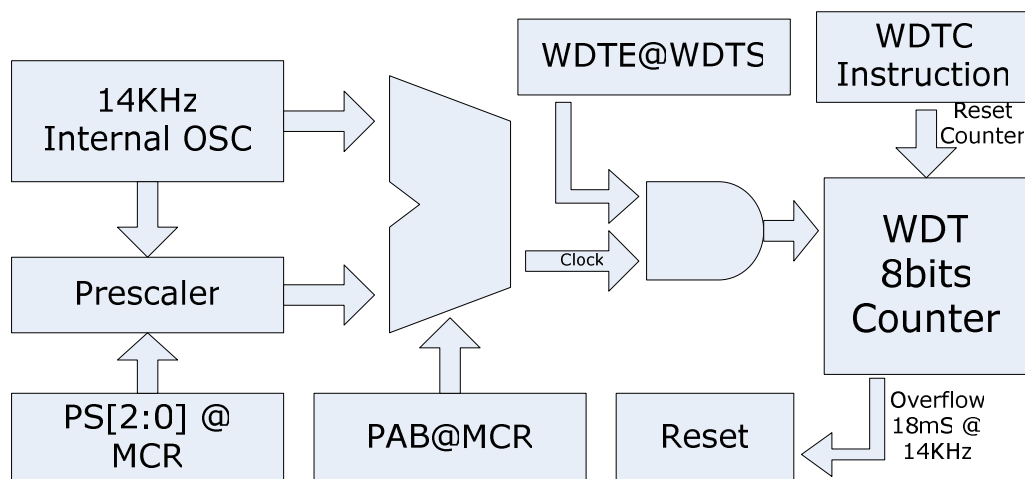 WDTE@WDTS
WDTC
Instruction
14KHz
Internal OSC
Reset
Counter
Clock
WDT
8bits
Counter
Prescaler
PS[2:0] @
MCR
PAB@MCR
Reset
Overflow
18mS @
14KHz